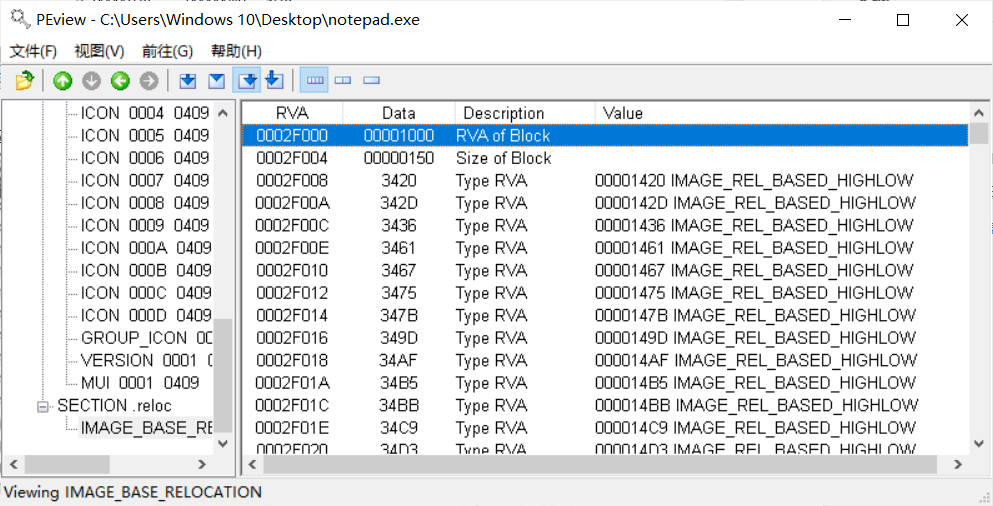 PEview - C:\Users\Windows 10\Desktop\notepad.exe
文件(F) 视图(V) 前往(G) 帮助(H)
ICON 0004 0409
ICON 0005 0409
ICON 0006 0409
ICON 0007 0409
ICON 0008 0409
ICON 0009 0409
ICON 000A 0409
ICON 000B 0409
ICON 000C 0409
ICON 000D 0409
GROUP_ICON 00
VERSION 0001 0
MUI 0001 0409
SECTION .reloc
IMAGE_BASE_RE
RVA Data Description Value
0002F000 00001000 RVA of Block
0002F004 00000150 Size of Block
0002F008 3420 Type RVA 00001420 IMAGE_REL_BASED_HIGHLOW
0002F00A 342D Type RVA 0000142D IMAGE_REL_BASED_HIGHLOW
0002F00C 3436 Type RVA 00001436 IMAGE_REL_BASED_HIGHLOW
0002F00E 3461 Type RVA 00001461 IMAGE_REL_BASED_HIGHLOW
0002F010 3467 Type RVA 00001467 IMAGE_REL_BASED_HIGHLOW
0002F012 3475 Type RVA 00001475 IMAGE_REL_BASED_HIGHLOW
0002F014 347B Type RVA 0000147B IMAGE_REL_BASED_HIGHLOW
0002F016 349D Type RVA 0000149D IMAGE_REL_BASED_HIGHLOW
0002F018 34AF Type RVA 000014AF IMAGE_REL_BASED_HIGHLOW
0002F01A 34B5 Type RVA 000014B5 IMAGE_REL_BASED_HIGHLOW
0002F01C 34BB Type RVA 000014BB IMAGE_REL_BASED_HIGHLOW
0002F01E 34C9 Type RVA 000014C9 IMAGE_REL_BASED_HIGHLOW
0002F020 34D3 Type RVA 000014D3 IMAGE_REL_BASED_HIGHLOW
Viewing IMAGE_BASE_RELOCATION